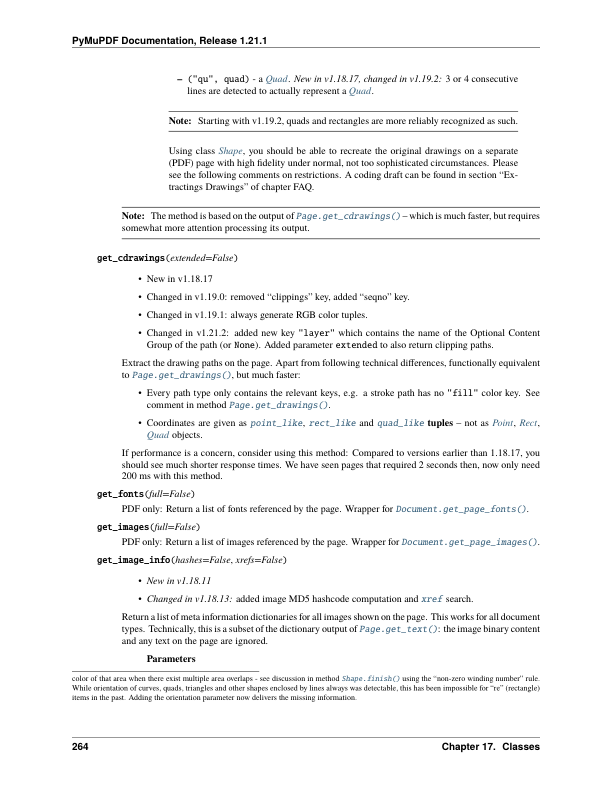 PyMuPDF Documentation, Release 1.21.1
– ("qu", quad) - a Quad. New in v1.18.17, changed in v1.19.2: 3 or 4 consecutive
lines are detected to actually represent a Quad.
Note: Starting with v1.19.2, quads and rectangles are more reliably recognized as such.
Using class Shape, you should be able to recreate the original drawings on a separate
(PDF) page with high fidelity under normal, not too sophisticated circumstances. Please
see the following comments on restrictions. A coding draft can be found in section “Ex-
tractings Drawings” of chapter FAQ.
Note: The method is based on the output of Page.get_cdrawings() – which is much faster, but requires
somewhat more attention processing its output.
get_cdrawings(extended=False)
• New in v1.18.17
• Changed in v1.19.0: removed “clippings” key, added “seqno” key.
• Changed in v1.19.1: always generate RGB color tuples.
• Changed in v1.21.2: added new key "layer" which contains the name of the Optional Content
Group of the path (or None). Added parameter extended to also return clipping paths.
Extract the drawing paths on the page. Apart from following technical differences, functionally equivalent
to Page.get_drawings(), but much faster:
• Every path type only contains the relevant keys, e.g. a stroke path has no "fill" color key. See
comment in method Page.get_drawings().
• Coordinates are given as point_like, rect_like and quad_like tuples – not as Point, Rect,
Quad objects.
If performance is a concern, consider using this method: Compared to versions earlier than 1.18.17, you
should see much shorter response times. We have seen pages that required 2 seconds then, now only need
200 ms with this method.
get_fonts(full=False)
PDF only: Return a list of fonts referenced by the page. Wrapper for Document.get_page_fonts().
get_images(full=False)
PDF only: Return a list of images referenced by the page. Wrapper for Document.get_page_images().
get_image_info(hashes=False, xrefs=False)
• New in v1.18.11
• Changed in v1.18.13: added image MD5 hashcode computation and xref search.
Return a list of meta information dictionaries for all images shown on the page. This works for all document
types. Technically, this is a subset of the dictionary output of Page.get_text(): the image binary content
and any text on the page are ignored.
Parameters
color of that area when there exist multiple area overlaps - see discussion in method Shape.finish() using the “non-zero winding number” rule.
While orientation of curves, quads, triangles and other shapes enclosed by lines always was detectable, this has been impossible for “re” (rectangle)
items in the past. Adding the orientation parameter now delivers the missing information.
264
Chapter 17. Classes